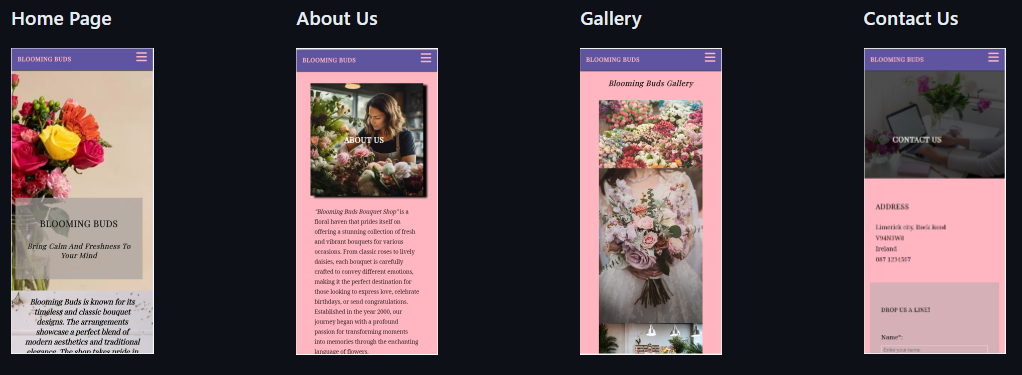 Home Page
BLOOMING BUDS
BLOOMING BUDS
Bring Calm And Freshness To
Your Mind
Blooming Buds is known for its
timeless and classic bouquet
designs. The arrangements
showcase a perfect blend of
modern aesthetics and traditional
elegance. The shop takes pride in
About Us
BLOOMING BUDS
ABOUT US
"Blooming Buds Bouquet Shop" is a
floral haven that prides itself on
offering a stunning collection of fresh
and vibrant bouquets for various
occasions. From classic roses to lively
daisies, each bouquet is carefully
crafted to convey different emotions,
making it the perfect destination for
those looking to express love, celebrate
birthdays, or send congratulations.
Established in the year 2000, our
journey began with a profound
passion for transforming moments
into memories through the enchanting
language of flowers.
Gallery
BLOOMING BUDS
Blooming Buds Gallery
Contact Us
BLOOMING BUDS
CONTACT US
ADDRESS
Limerick city, Dock Road
V94N3W8
Ireland
087 1234567
DROP US A LINE!
Name*:
Enter your name